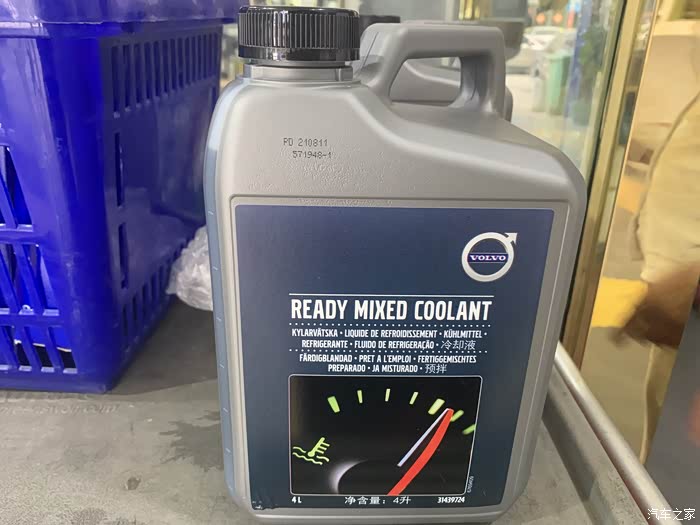 PD 210811
571948-1
VOLVO
READY MIXED COOLANT
KYLARVÄTSKA • LIQUIDE DE REFROIDISSEMENT • KÜHLMITTEL •
REFRIGERANTE • FLUIDO DE REFRIGERAÇÃO • 冷却液
FÄRDIGBLANDAD • PRET A L'EMPLOI • FERTIGGEMISCHTES
PREPARADO • JA MISTURADO • 预拌
4 L
净含量：4升
31439724
汽车之家